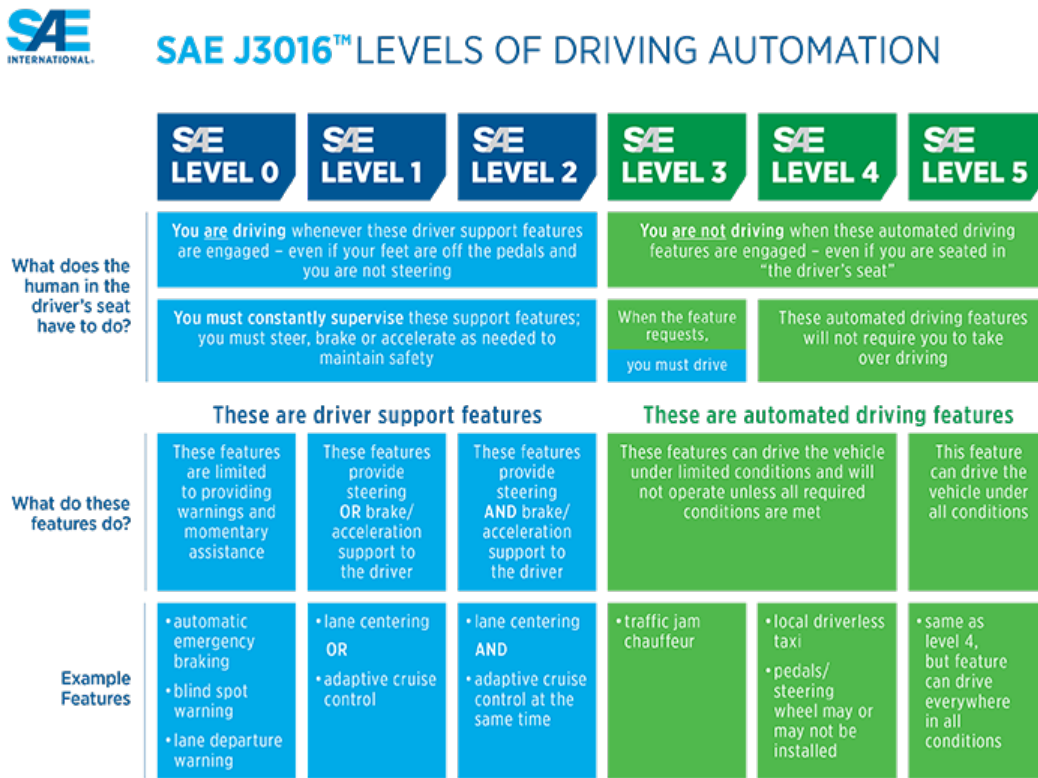 SAE
INTERNATIONAL®
SAE J3016™ LEVELS OF DRIVING AUTOMATION
SAE
LEVEL 0
SAE
LEVEL 1
SAE
LEVEL 2
SAE
LEVEL 3
SAE
LEVEL 4
SAE
LEVEL 5
What does the
human in the
driver's seat
have to do?
You are driving whenever these driver support features
are engaged – even if your feet are off the pedals and
you are not steering
You are not driving when these automated driving
features are engaged – even if you are seated in
"the driver's seat"
You must constantly supervise these support features;
you must steer, brake or accelerate as needed to
maintain safety
When the feature
requests,
you must drive
These automated driving features
will not require you to take
over driving
These are driver support features
These are automated driving features
What do these
features do?
These features
are limited
to providing
warnings and
momentary
assistance
These features
provide
steering
OR brake/
acceleration
support to
the driver
These features
provide
steering
AND brake/
acceleration
support to
the driver
These features can drive the vehicle
under limited conditions and will
not operate unless all required
conditions are met
This feature
can drive the
vehicle under
all conditions
Example
Features
• automatic
emergency
braking
• blind spot
warning
• lane departure
warning
• lane centering
OR
• adaptive cruise
control
• lane centering
AND
• adaptive cruise
control at the
same time
• traffic jam
chauffeur
• local driverless
taxi
• pedals/
steering
wheel may or
may not be
installed
• same as
level 4,
but feature
can drive
everywhere
in all
conditions